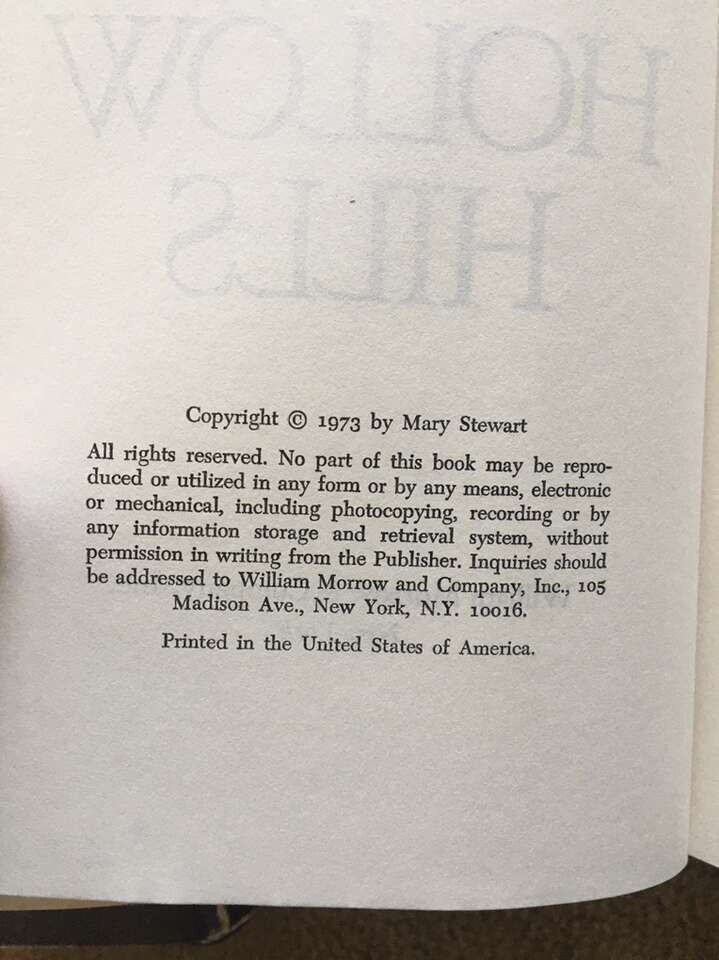 HOLLOW
HILLS
Copyright © 1973 by Mary Stewart
All rights reserved. No part of this book may be repro-
duced or utilized in any form or by any means, electronic
or mechanical, including photocopying, recording or by
any information storage and retrieval system, without
permission in writing from the Publisher. Inquiries should
be addressed to William Morrow and Company, Inc., 105
Madison Ave., New York, N.Y. 10016.
Printed in the United States of America.